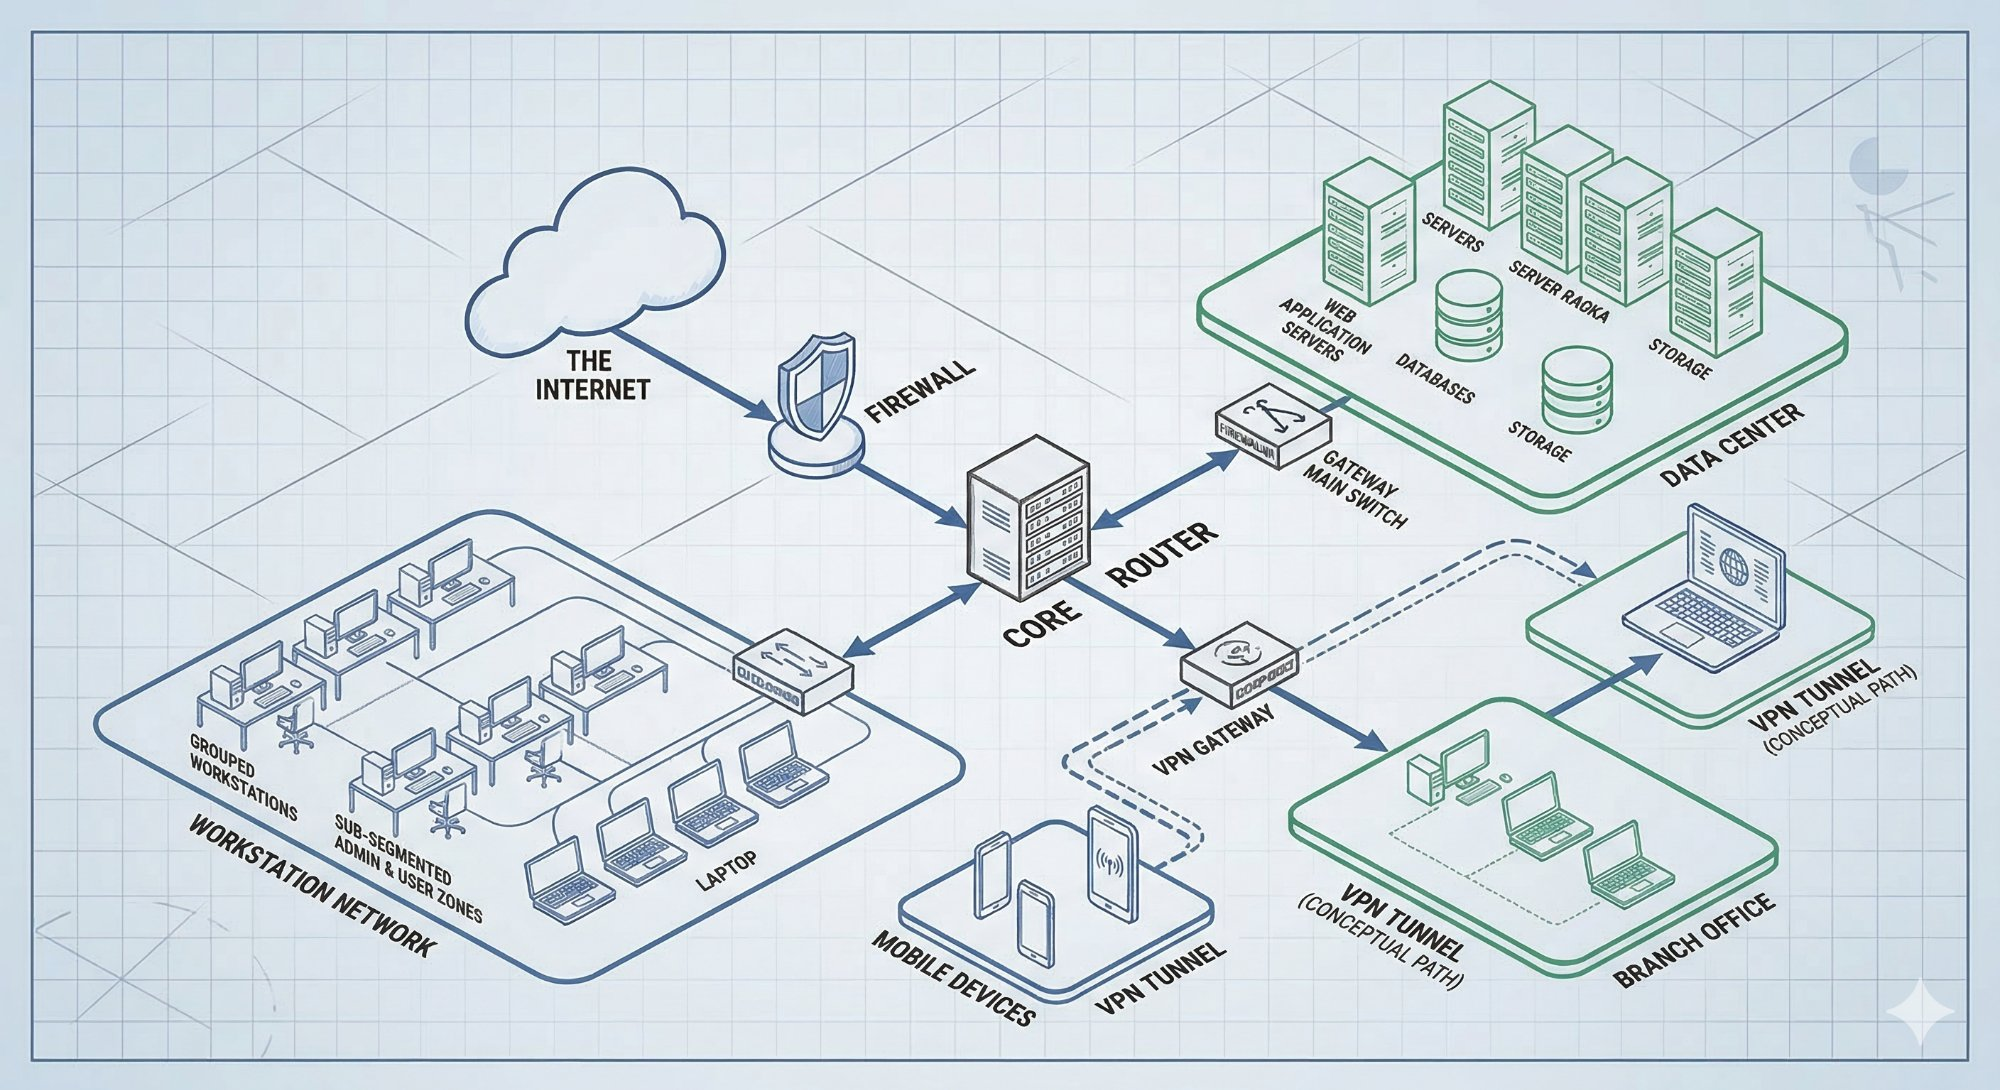 THE
INTERNET
FIREWALL
SERVERS
SERVER RAQKA
STORAGE
WEB
APPLICATION
SERVERS
DATABASES
STORAGE
DATA CENTER
GATEWAY
MAIN SWITCH
CORE ROUTER
VPN GATEWAY
VPN TUNNEL
(CONCEPTUAL PATH)
GROUPED
WORKSTATIONS
SUB-SEGMENTED
ADMIN & USER ZONES
WORKSTATION NETWORK
LAPTOP
MOBILE DEVICES
VPN TUNNEL
VPN TUNNEL
(CONCEPTUAL PATH)
BRANCH OFFICE